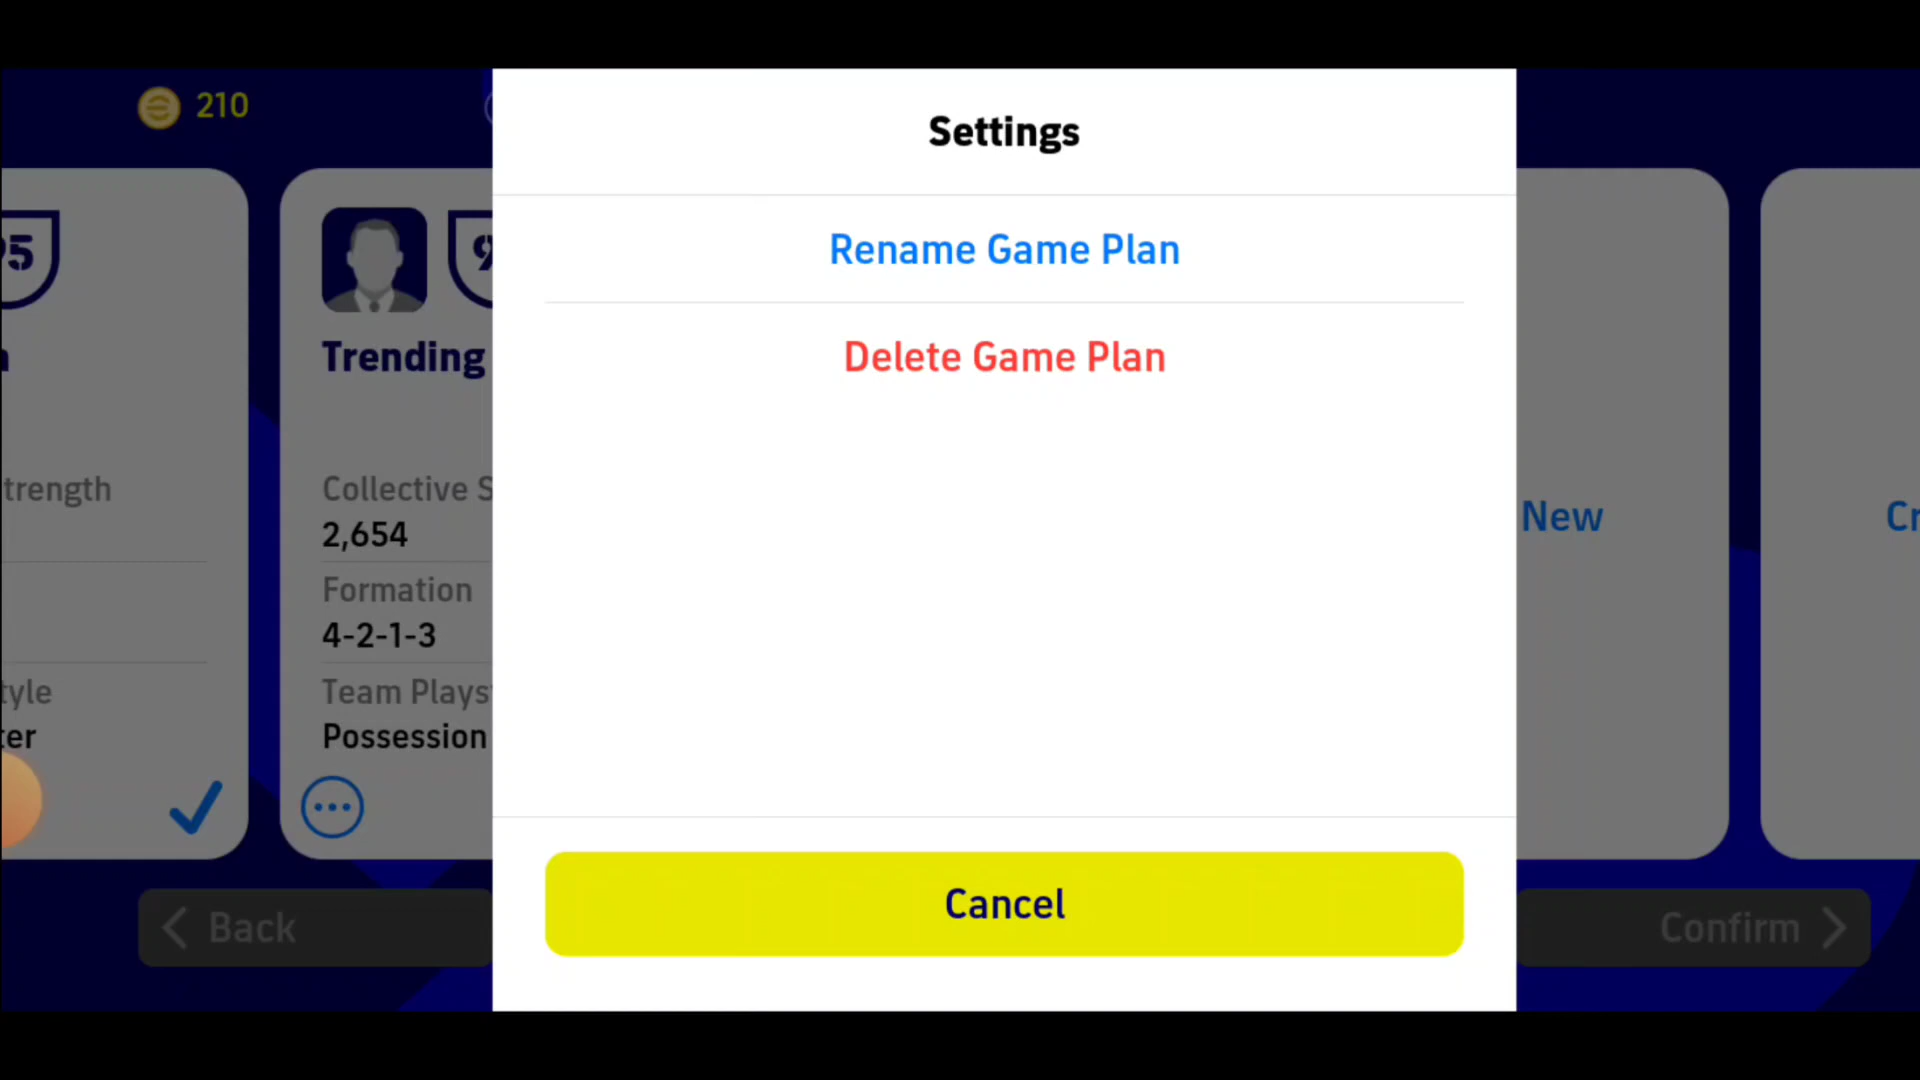 210
Settings
Rename Game Plan
Delete Game Plan
Trending
Collective S
trength
2,654
Formation
4-2-1-3
Team Plays
tyle
Possession
ter
New
Cr
Cancel
Back
Confirm